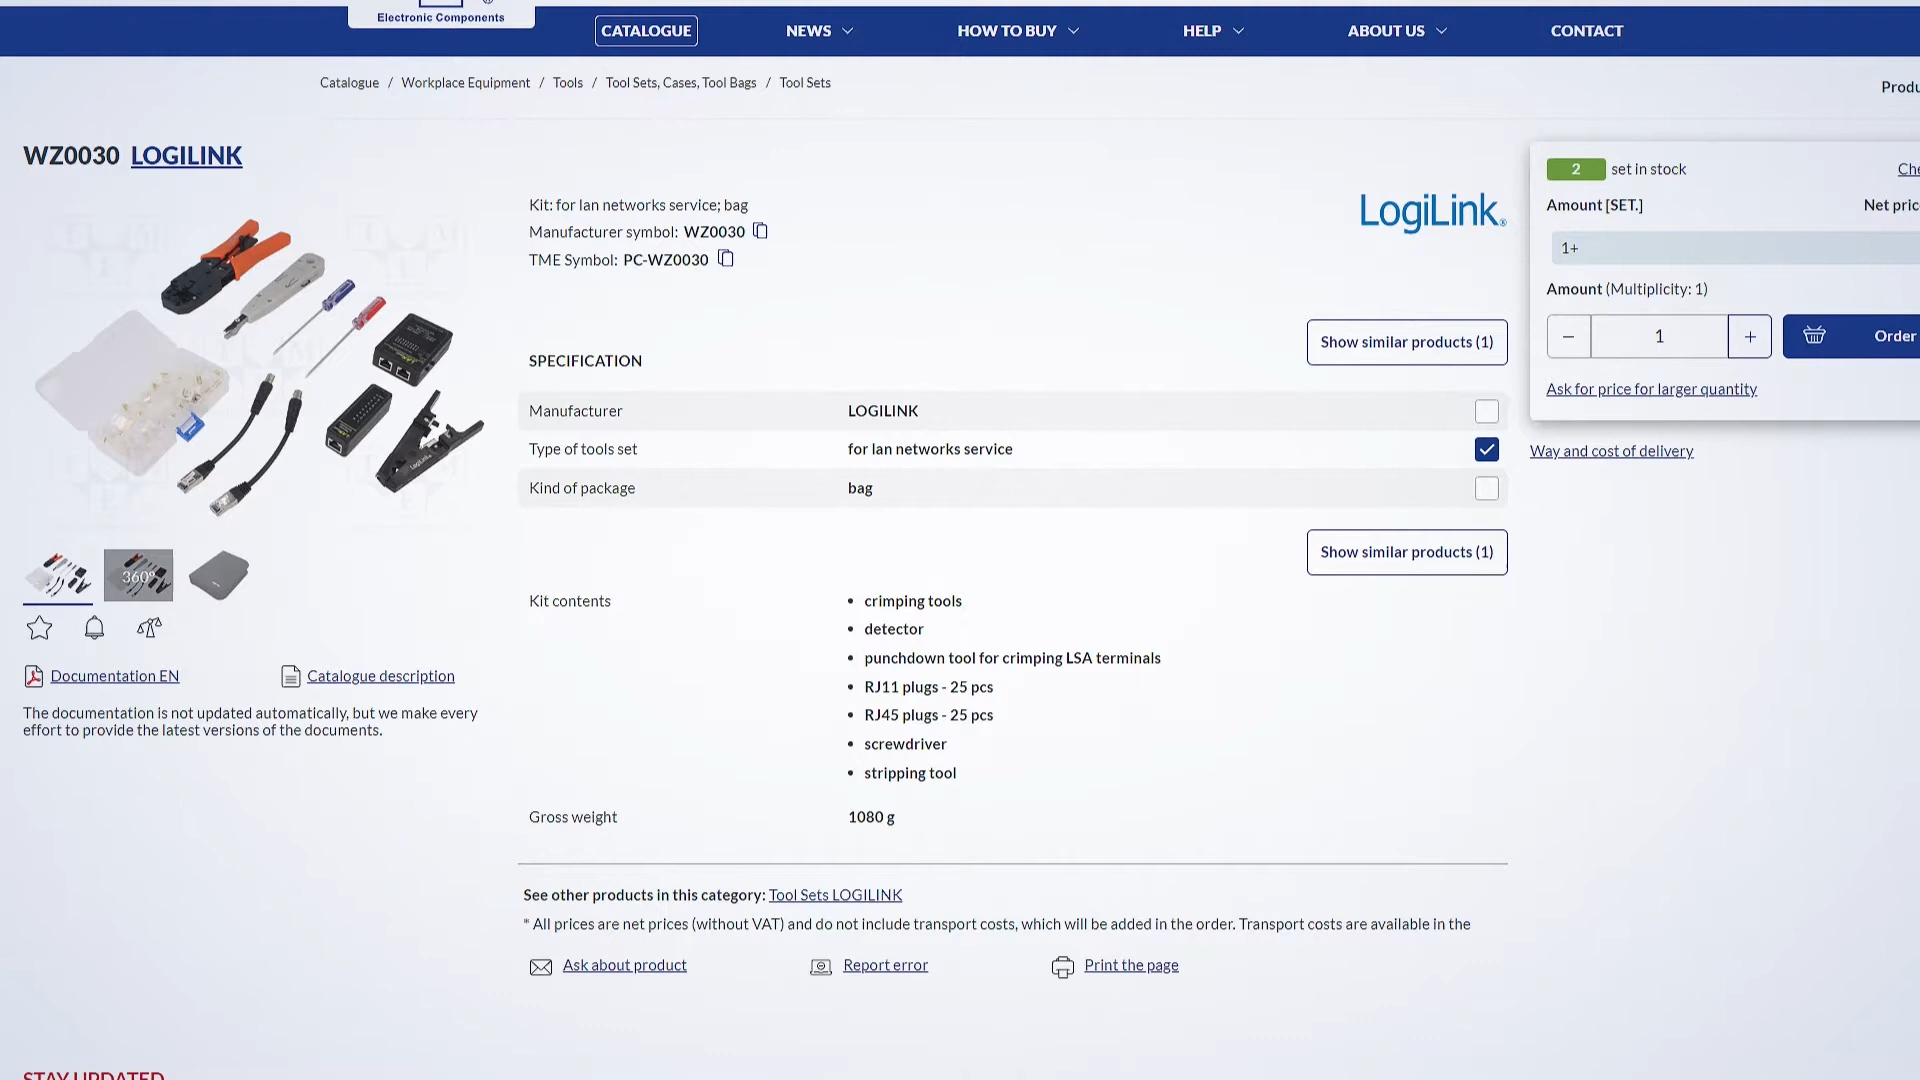 Electronic Components
CATALOGUE
NEWS
HOW TO BUY
HELP
ABOUT US
CONTACT
Catalogue / Workplace Equipment / Tools / Tool Sets, Cases, Tool Bags / Tool Sets
WZ0030 LOGILINK
360°
Documentation EN
Catalogue description
The documentation is not updated automatically, but we make every
effort to provide the latest versions of the documents.
Kit: for lan networks service; bag
Manufacturer symbol: WZ0030
TME Symbol: PC-WZ0030
LogiLink®
SPECIFICATION
Show similar products (1)
Manufacturer LOGILINK
Type of tools set for lan networks service
Kind of package bag
Show similar products (1)
Kit contents
• crimping tools
• detector
• punchdown tool for crimping LSA terminals
• RJ11 plugs - 25 pcs
• RJ45 plugs - 25 pcs
• screwdriver
• stripping tool
Gross weight 1080 g
See other products in this category: Tool Sets LOGILINK
* All prices are net prices (without VAT) and do not include transport costs, which will be added in the order. Transport costs are available in the
Ask about product
Report error
Print the page
2 set in stock
Amount [SET.] Net
1+
Amount (Multiplicity: 1)
− 1 + Order
Ask for price for larger quantity
Way and cost of delivery
STAY UPDATED